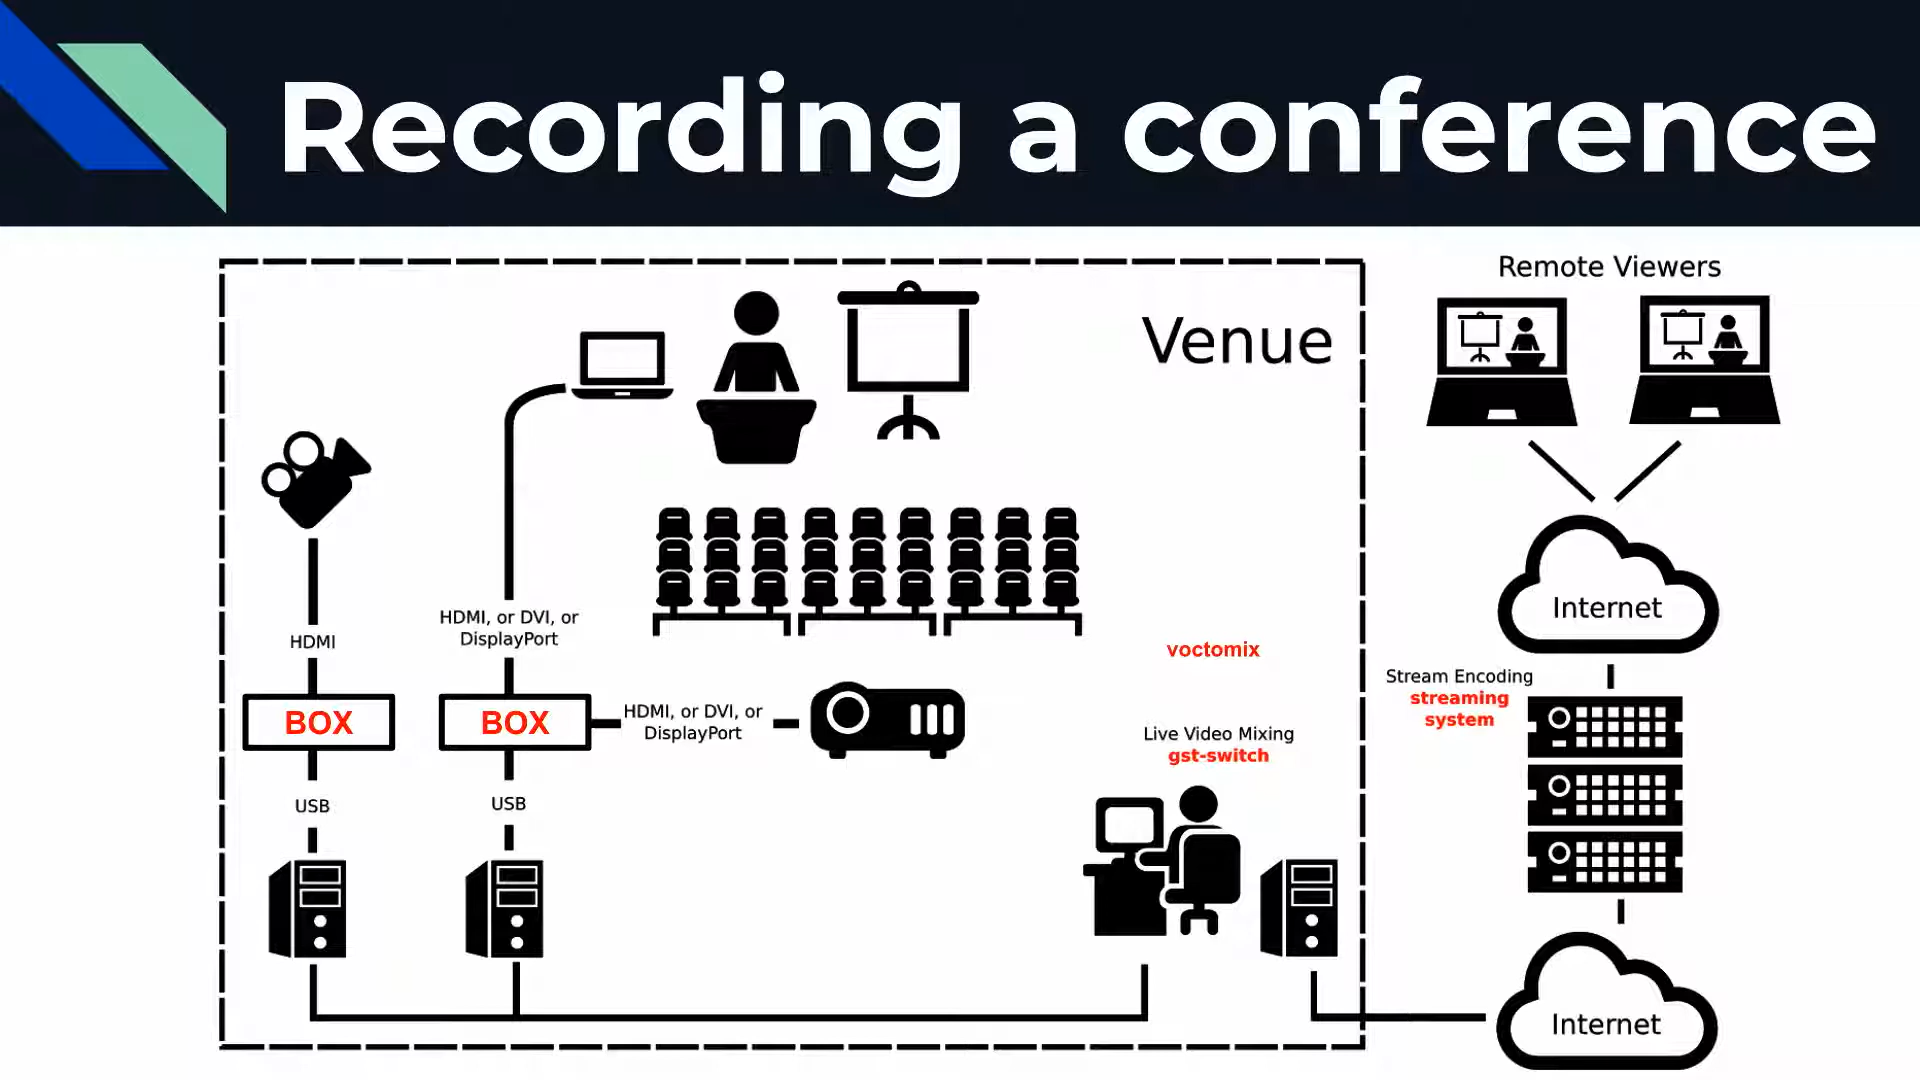 Recording a conference
Remote Viewers
Venue
Internet
HDMI, or DVI, or
DisplayPort
HDMI
voctomix
Stream Encoding
streaming
system
BOX
BOX
HDMI, or DVI, or
DisplayPort
Live Video Mixing
gst-switch
USB
USB
Internet